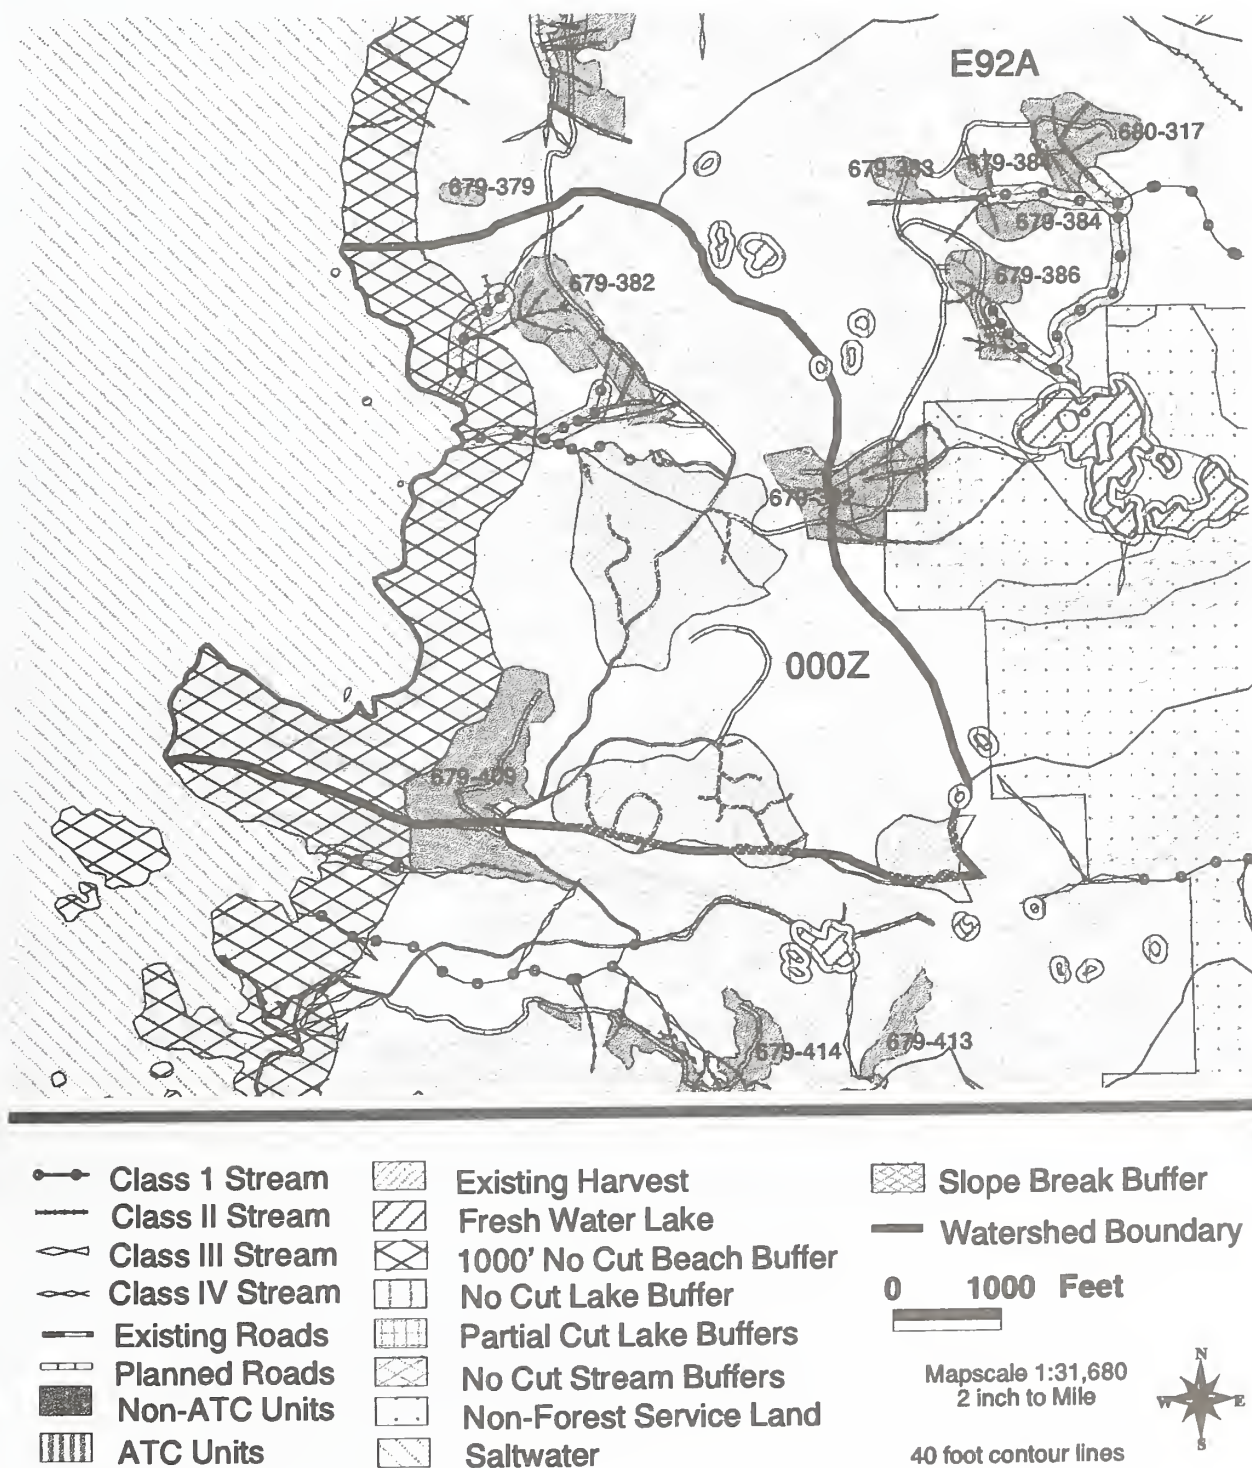 E92A
680-317
679-383
679-384
679-379
679-384
679-382
679-386
000Z
679-409
679-414
679-413
Class 1 Stream
Class II Stream
Class III Stream
Class IV Stream
Existing Roads
Planned Roads
Non-ATC Units
ATC Units
Existing Harvest
Fresh Water Lake
1000' No Cut Beach Buffer
No Cut Lake Buffer
Partial Cut Lake Buffers
No Cut Stream Buffers
Non-Forest Service Land
Saltwater
Slope Break Buffer
Watershed Boundary
0 1000 Feet
Mapscale 1:31,680
2 inch to Mile
N
W E
S
40 foot contour lines